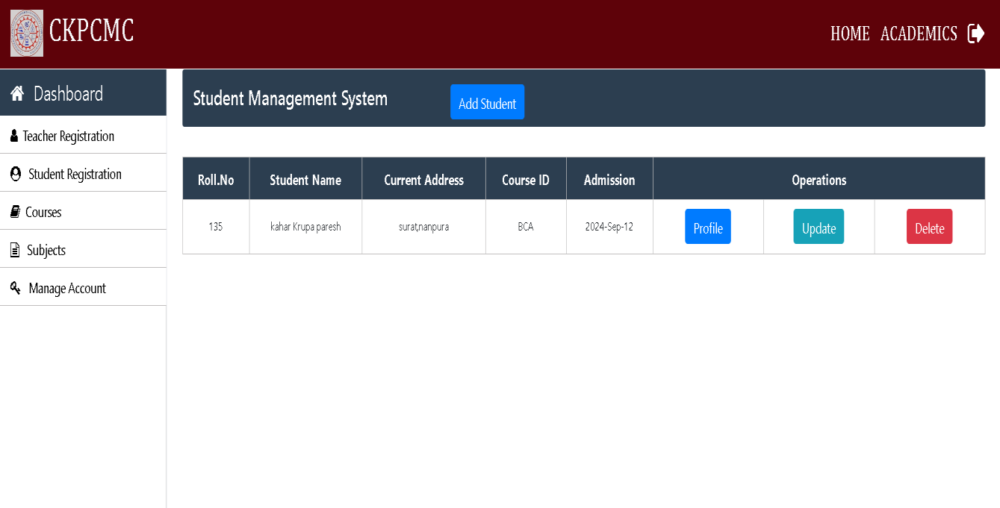 CKPCMC
HOME ACADEMICS
Dashboard
Teacher Registration
Student Registration
Courses
Subjects
Manage Account
Student Management System
Add Student
Roll.No Student Name Current Address Course ID Admission Operations
135 kahar Krupa paresh surat,nanpura BCA 2024-Sep-12 Profile Update Delete